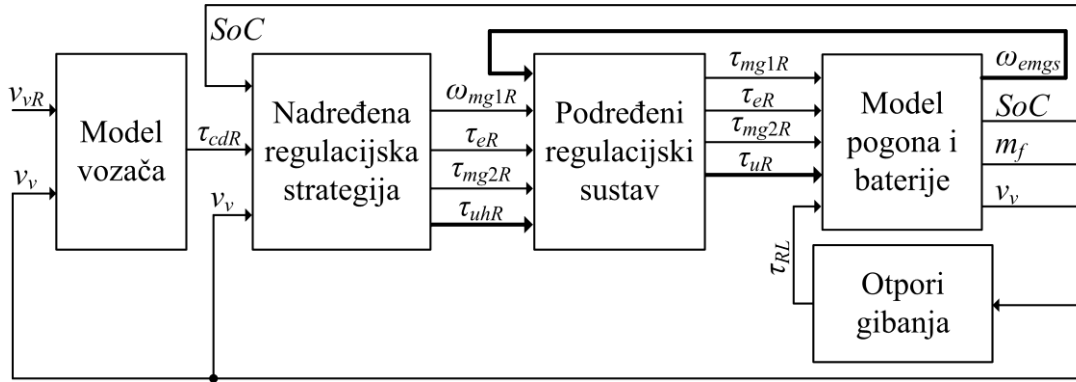 SoC
v_vR
v_v
Model
vozača
τ_cdR
v_v
Nadređena
regulacijska
strategija
ω_mg1R
τ_eR
τ_mg2R
τ_uhR
Podređeni
regulacijski
sustav
τ_mg1R
τ_eR
τ_mg2R
τ_uR
τ_RL
Model
pogona i
baterije
ω_emgs
SoC
m_f
v_v
Otpori
gibanja